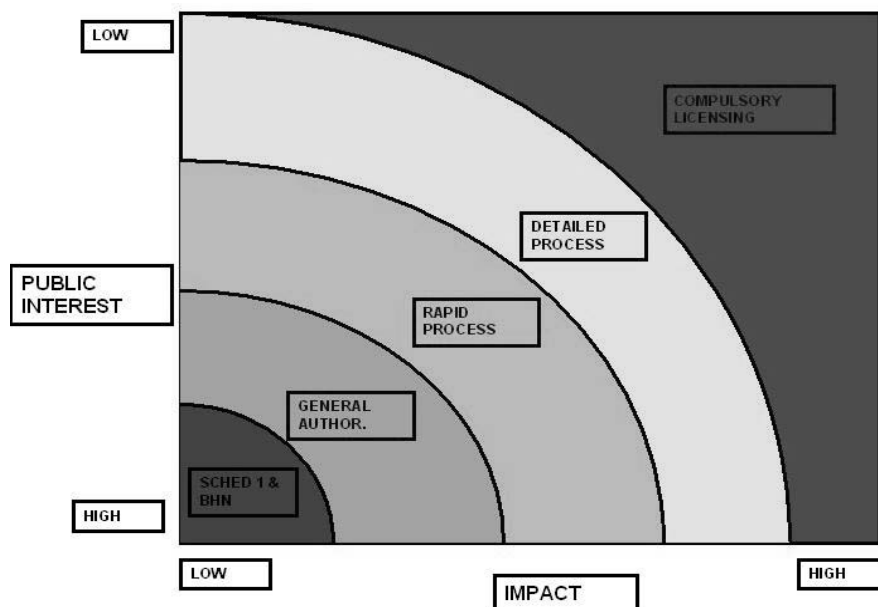 LOW
COMPULSORY
LICENSING
DETAILED
PROCESS
PUBLIC
INTEREST
RAPID
PROCESS
GENERAL
AUTHOR.
SCHED 1 &
BHN
HIGH
LOW
IMPACT
HIGH